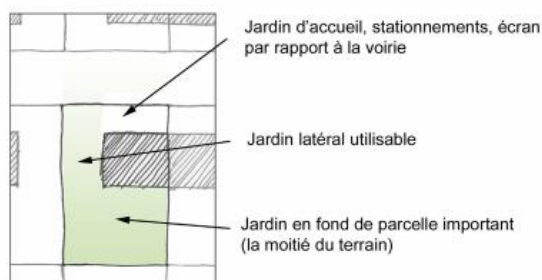 Jardin d'accueil, stationnements, écran
par rapport à la voirie
Jardin latéral utilisable
Jardin en fond de parcelle important
(la moitié du terrain)